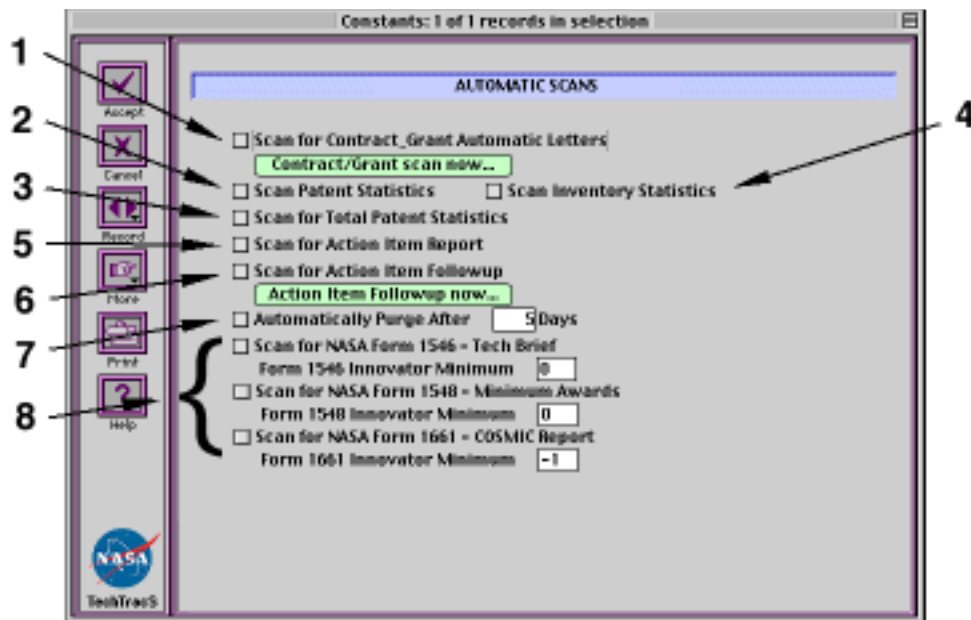 Constants: 1 of 1 records in selection
1
2
3
5
6
7
8
4
Accept
Cancel
Record
More
Print
? Help
NASA
TechTracS
AUTOMATIC SCANS
Scan for Contract_Grant Automatic Letters
Contract/Grant scan now...
Scan Patent Statistics Scan Inventory Statistics
Scan for Total Patent Statistics
Scan for Action Item Report
Scan for Action Item Followup
Action Item Followup now...
Automatically Purge After 5 Days
Scan for NASA Form 1546 - Tech Brief
Form 1546 Innovator Minimum 0
Scan for NASA Form 1548 - Minimum Awards
Form 1548 Innovator Minimum 0
Scan for NASA Form 1661 - COSMIC Report
Form 1661 Innovator Minimum -1